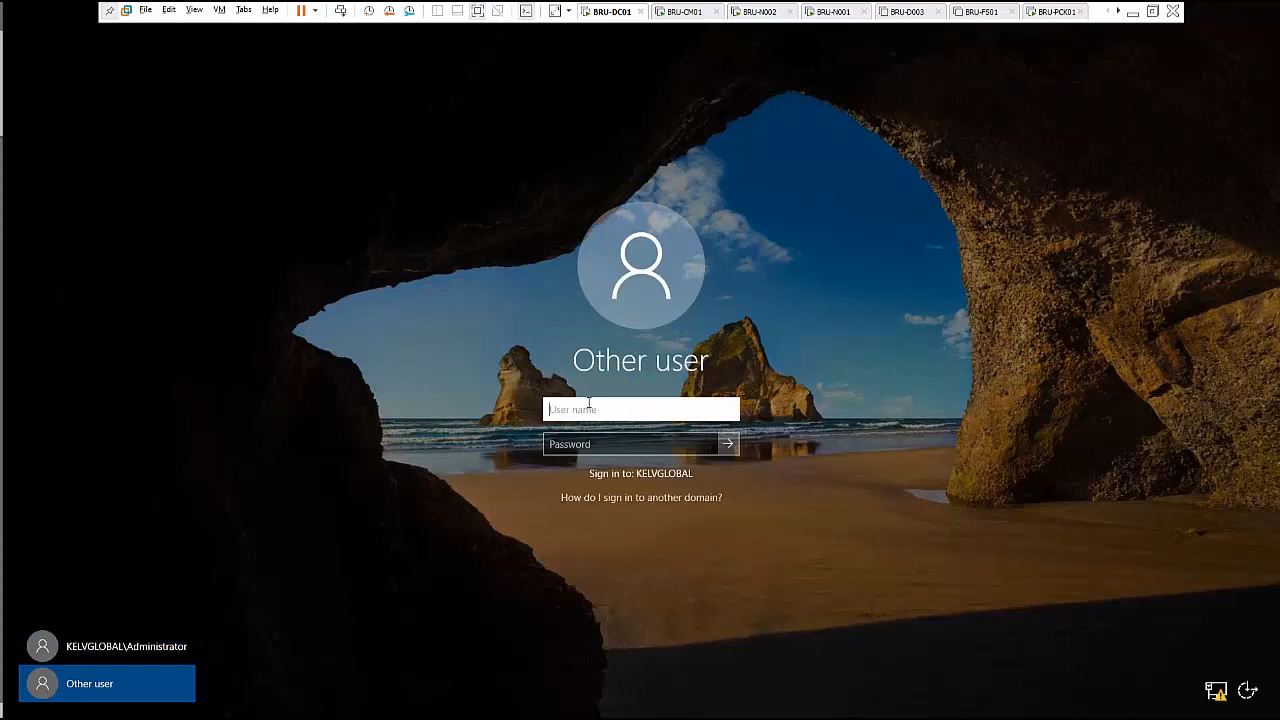 File Edit View VM Tabs Help BRU-DC01 BRU-CM01 BRU-N002 BRU-N001 BRU-D003 BRU-FS01 BRU-PCK01
Other user
User name
Password
Sign in to: KELVGLOBAL
How do I sign in to another domain?
KELVGLOBAL\Administrator
Other user